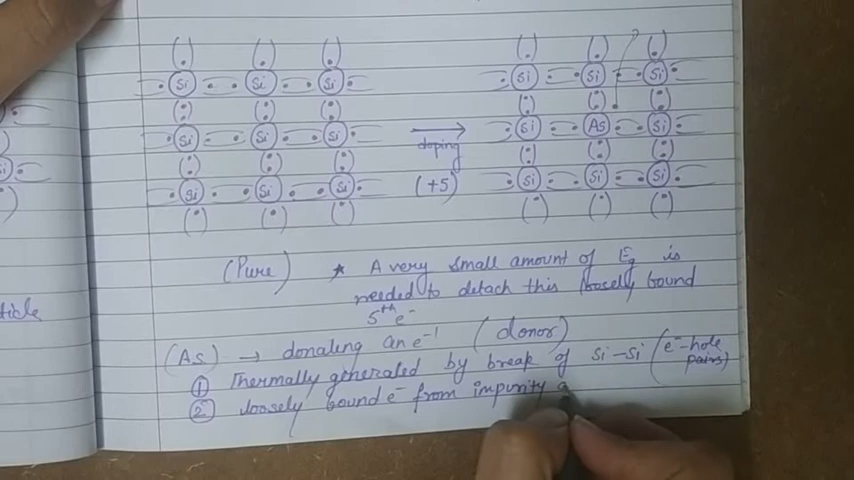 Si Si Si Si Si Si
Si Si Si → Si As Si
doping
Si Si Si (+5) Si Si Si
(Pure) * A very small amount of Eg is
needed to detach this loosely bound
5th e-
ticle
(As) → donating an e-1 (donor)
① Thermally generated by break of Si-Si (e--hole pairs)
② loosely bound e- from impurity a